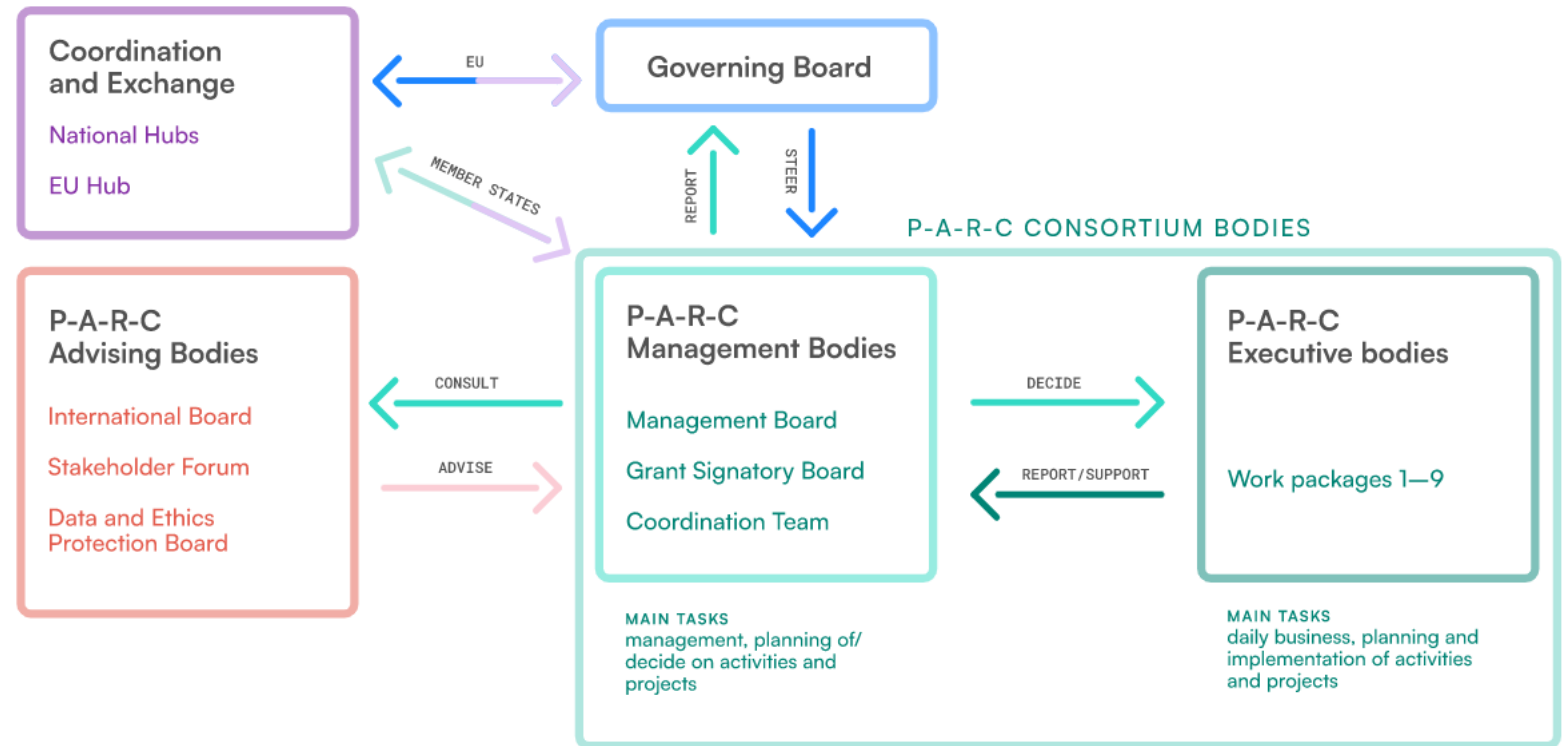 Coordination
and Exchange
National Hubs
EU Hub
EU
Governing Board
MEMBER STATES
REPORT
STEER
P-A-R-C CONSORTIUM BODIES
P-A-R-C
Advising Bodies
International Board
Stakeholder Forum
Data and Ethics
Protection Board
CONSULT
ADVISE
P-A-R-C
Management Bodies
Management Board
Grant Signatory Board
Coordination Team
MAIN TASKS
management, planning of/
decide on activities and
projects
DECIDE
REPORT/SUPPORT
P-A-R-C
Executive bodies
Work packages 1—9
MAIN TASKS
daily business, planning and
implementation of activities
and projects